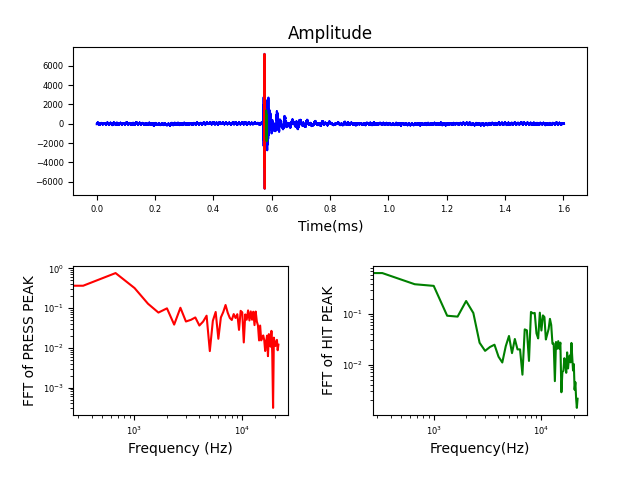 Amplitude
6000
4000
2000
0
−2000
−4000
−6000
0.0 0.2 0.4 0.6 0.8 1.0 1.2 1.4 1.6
Time(ms)
FFT of PRESS PEAK
10⁰
10⁻¹
10⁻²
10⁻³
10³ 10⁴
Frequency (Hz)
FFT of HIT PEAK
10⁻¹
10⁻²
10³ 10⁴
Frequency(Hz)